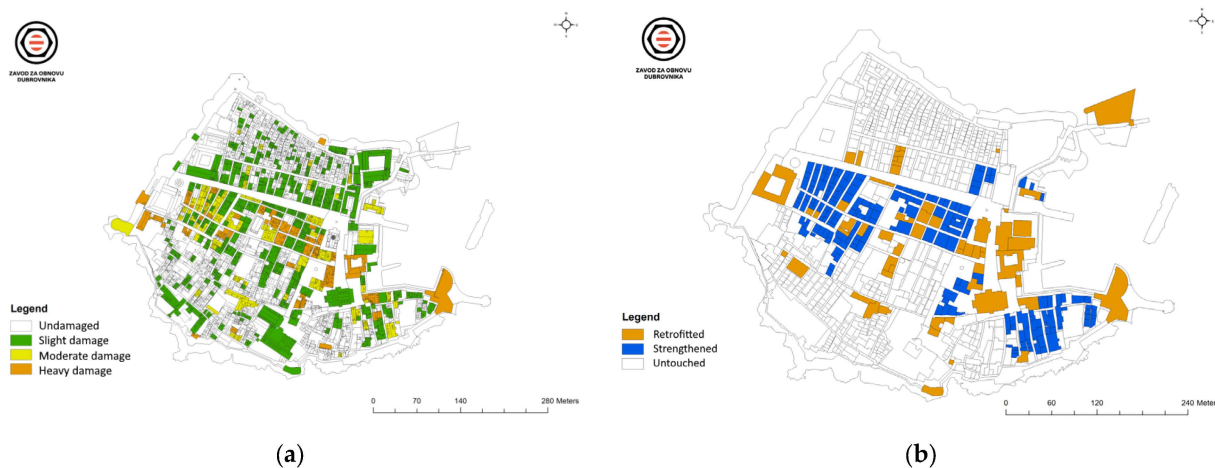 ZAVOD ZA OBNOVU
DUBROVNIKA
Legend
Undamaged
Slight damage
Moderate damage
Heavy damage
0 70 140 280 Meters
(a)
ZAVOD ZA OBNOVU
DUBROVNIKA
Legend
Retrofitted
Strengthened
Untouched
0 60 120 240 Meters
(b)